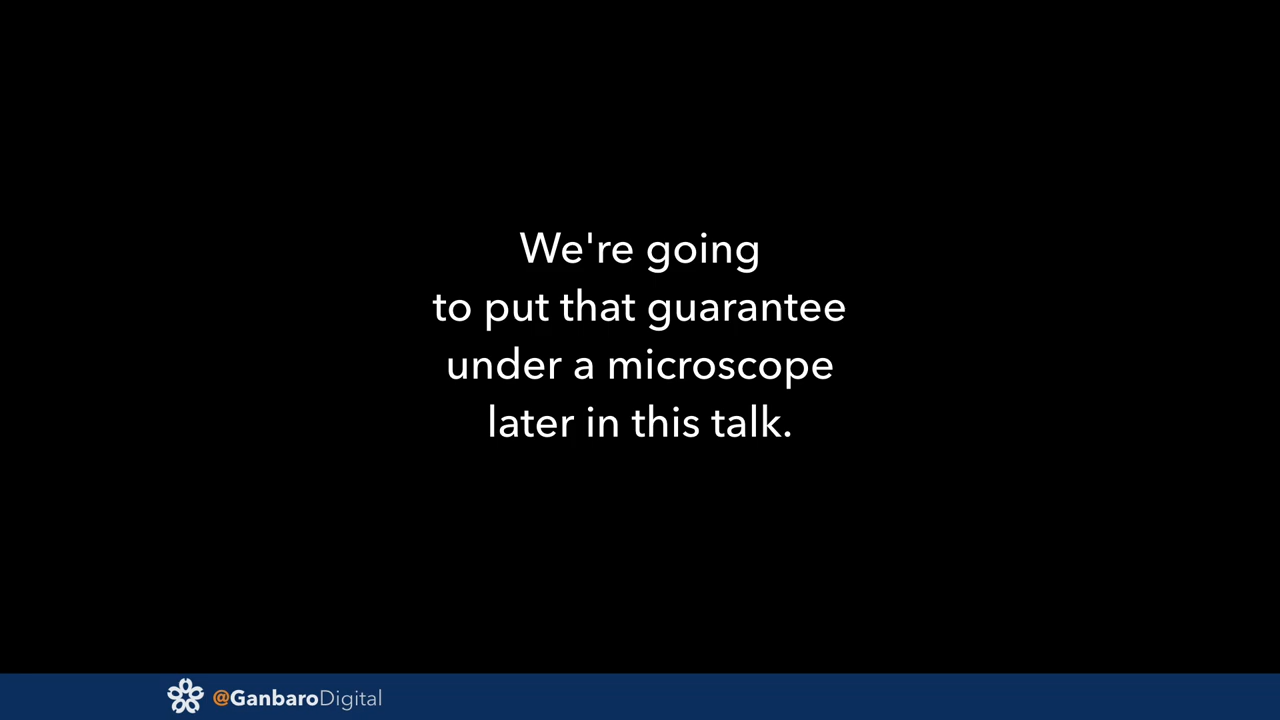 We're going
to put that guarantee
under a microscope
later in this talk.
@GanbaroDigital